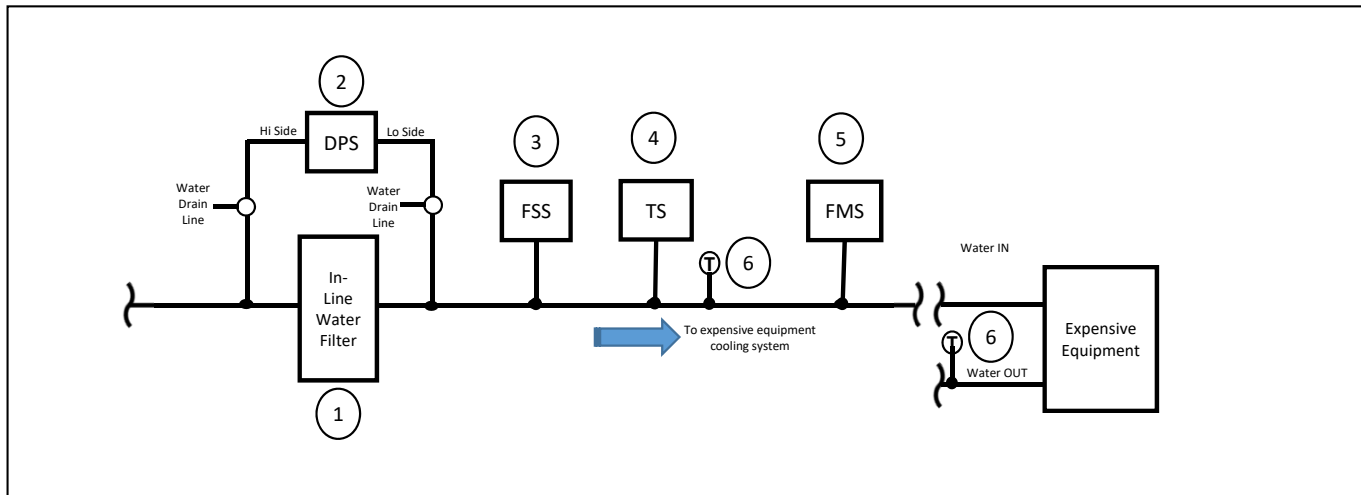 2
Hi Side
DPS
Lo Side
3
4
5
Water
Drain
Line
Water
Drain
Line
FSS
TS
FMS
T
6
In-
Line
Water
Filter
1
To expensive equipment
cooling system
Water IN
Expensive
Equipment
T
6
Water OUT